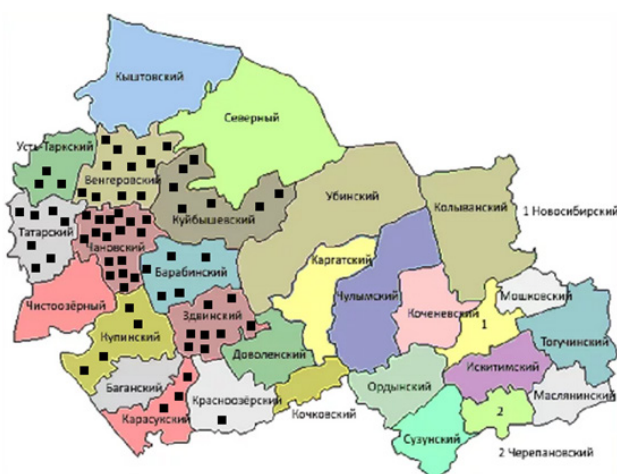 Кыштовский
Северный
Усть-Таркский
Венгеровский
Убинский
Куйбышевский
Колыванский
1 Новосибирский
Татарский
Чановский
Каргатский
Барабинский
Чулымский
Мошковский
Чистоозёрный
Коченевский
Здвинский
1
Купинский
Тогучинский
Доволенский
Искитимский
Баганский
Ордынский
Маслянинский
Карасукский
Красноозёрский
Кочковский
2
Сузунский
2 Черепановский